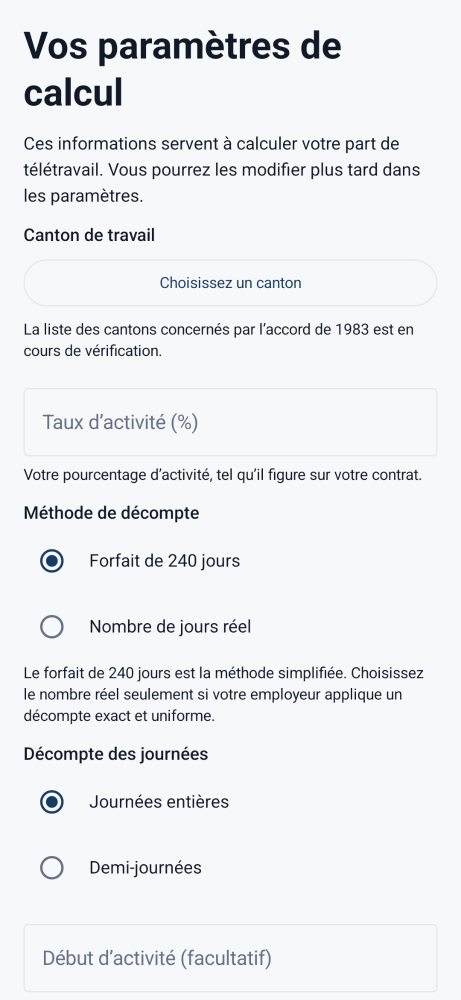 Vos paramètres de
calcul
Ces informations servent à calculer votre part de
télétravail. Vous pourrez les modifier plus tard dans
les paramètres.
Canton de travail
Choisissez un canton
La liste des cantons concernés par l’accord de 1983 est en
cours de vérification.
Taux d’activité (%)
Votre pourcentage d’activité, tel qu’il figure sur votre contrat.
Méthode de décompte
Forfait de 240 jours
Nombre de jours réel
Le forfait de 240 jours est la méthode simplifiée. Choisissez
le nombre réel seulement si votre employeur applique un
décompte exact et uniforme.
Décompte des journées
Journées entières
Demi-journées
Début d’activité (facultatif)